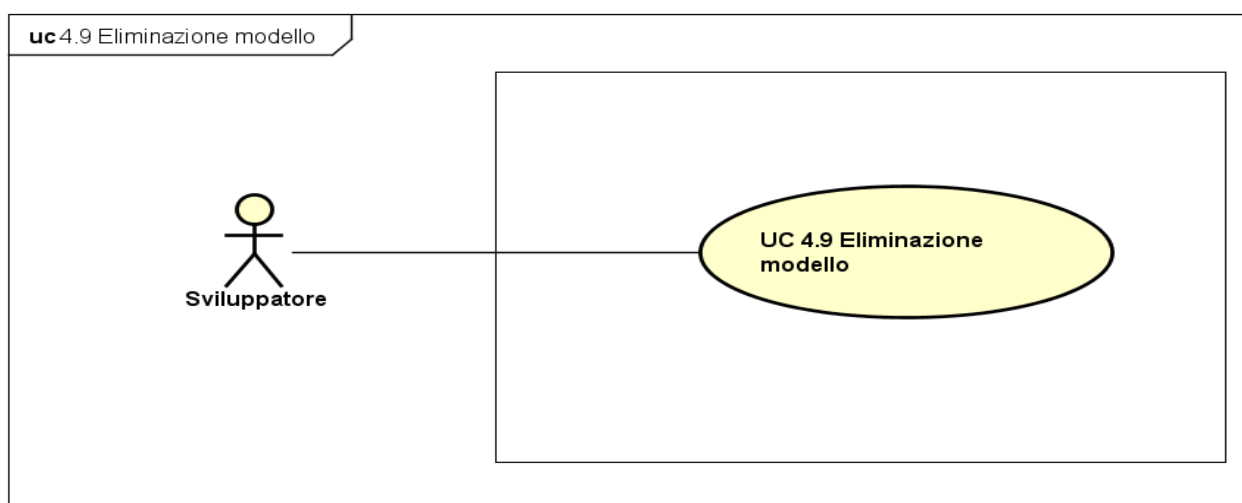 uc 4.9 Eliminazione modello
UC 4.9 Eliminazione
modello
Sviluppatore